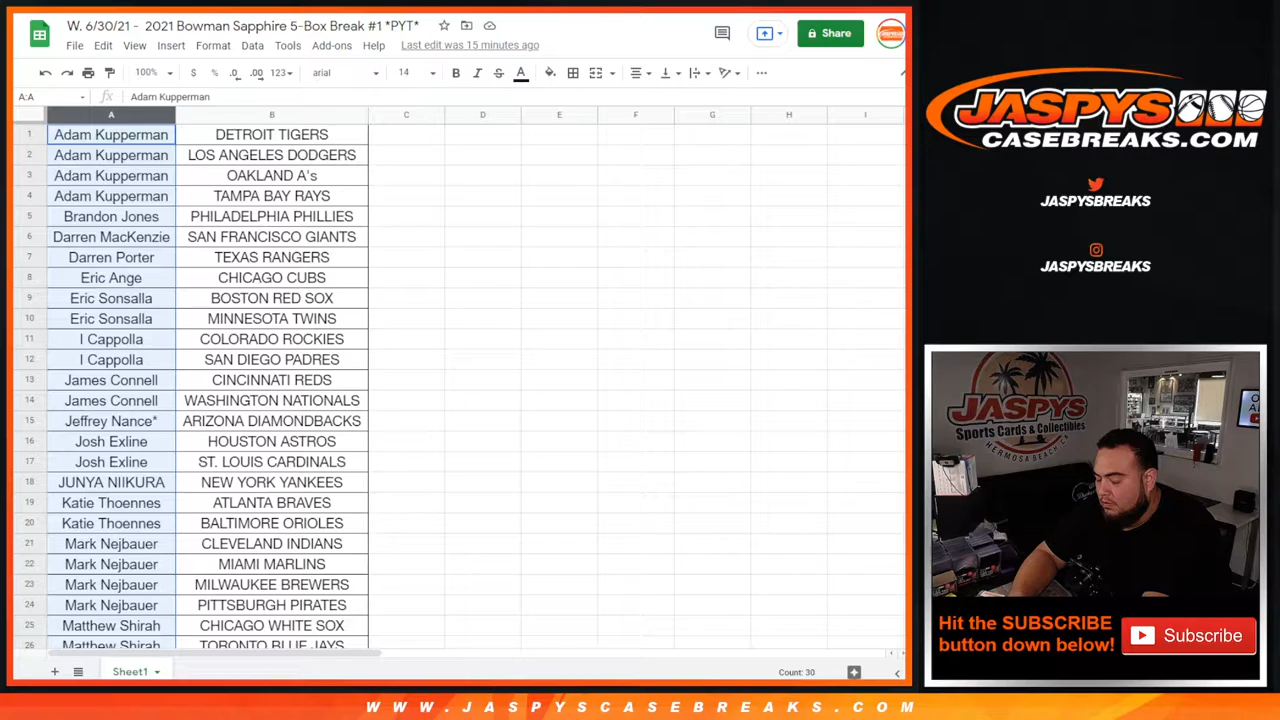 W. 6/30/21 - 2021 Bowman Sapphire 5-Box Break #1 *PYT*
File Edit View Insert Format Data Tools Add-ons Help Last edit was 15 minutes ago
Share
100% $ % .0 .00 123 arial 14 B I S A
A:A fx Adam Kupperman
A B C D E F G H I
1 Adam Kupperman DETROIT TIGERS
2 Adam Kupperman LOS ANGELES DODGERS
3 Adam Kupperman OAKLAND A's
4 Adam Kupperman TAMPA BAY RAYS
5 Brandon Jones PHILADELPHIA PHILLIES
6 Darren MacKenzie SAN FRANCISCO GIANTS
7 Darren Porter TEXAS RANGERS
8 Eric Ange CHICAGO CUBS
9 Eric Sonsalla BOSTON RED SOX
10 Eric Sonsalla MINNESOTA TWINS
11 I Cappolla COLORADO ROCKIES
12 I Cappolla SAN DIEGO PADRES
13 James Connell CINCINNATI REDS
14 James Connell WASHINGTON NATIONALS
15 Jeffrey Nance* ARIZONA DIAMONDBACKS
16 Josh Exline HOUSTON ASTROS
17 Josh Exline ST. LOUIS CARDINALS
18 JUNYA NIIKURA NEW YORK YANKEES
19 Katie Thoennes ATLANTA BRAVES
20 Katie Thoennes BALTIMORE ORIOLES
21 Mark Nejbauer CLEVELAND INDIANS
22 Mark Nejbauer MIAMI MARLINS
23 Mark Nejbauer MILWAUKEE BREWERS
24 Mark Nejbauer PITTSBURGH PIRATES
25 Matthew Shirah CHICAGO WHITE SOX
26 Matthew Shirah TORONTO BLUE JAYS
Sheet1
Count: 30
JASPYS
CASEBREAKS.COM
JASPYSBREAKS
JASPYSBREAKS
JASPYS
Sports Cards & Collectibles
HERMOSA BEACH, CA
Hit the SUBSCRIBE
button down below!
Subscribe
WWW.JASPYSCASEBREAKS.COM